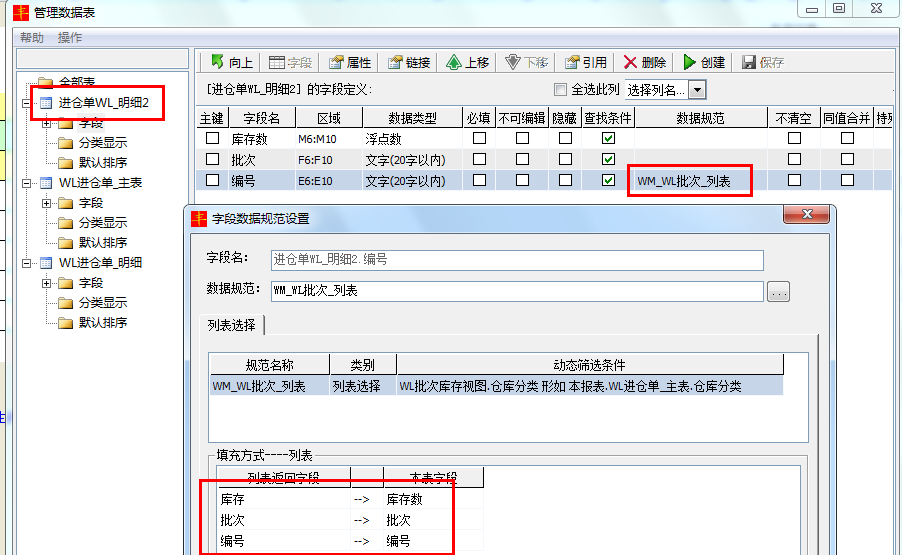 管理数据表
帮助 操作
向上 字段 属性 链接 上移 下移 引用 删除 创建 保存
全部表
进仓单WL_明细2
字段
分类显示
默认排序
WL进仓单_主表
字段
分类显示
默认排序
WL进仓单_明细
字段
分类显示
默认排序
[进仓单WL_明细2] 的字段定义: 全选此列 选择列名...
主键 字段名 区域 数据类型 必填 不可编辑 隐藏 查找条件 数据规范 不清空 同值合并
库存数 M6:M10 浮点数
批次 F6:F10 文字(20字以内)
编号 E6:E10 文字(20字以内) WM_WL批次_列表
字段数据规范设置
字段名: 进仓单WL_明细2.编号
数据规范: WM_WL批次_列表 ...
列表选择
规范名称 类别 动态筛选条件
WM_WL批次_列表 列表选择 WL批次库存视图.仓库分类 形如 本报表.WL进仓单_主表.仓库分类
填充方式----列表
列表返回字段 本表字段
库存 --> 库存数
批次 --> 批次
编号 --> 编号